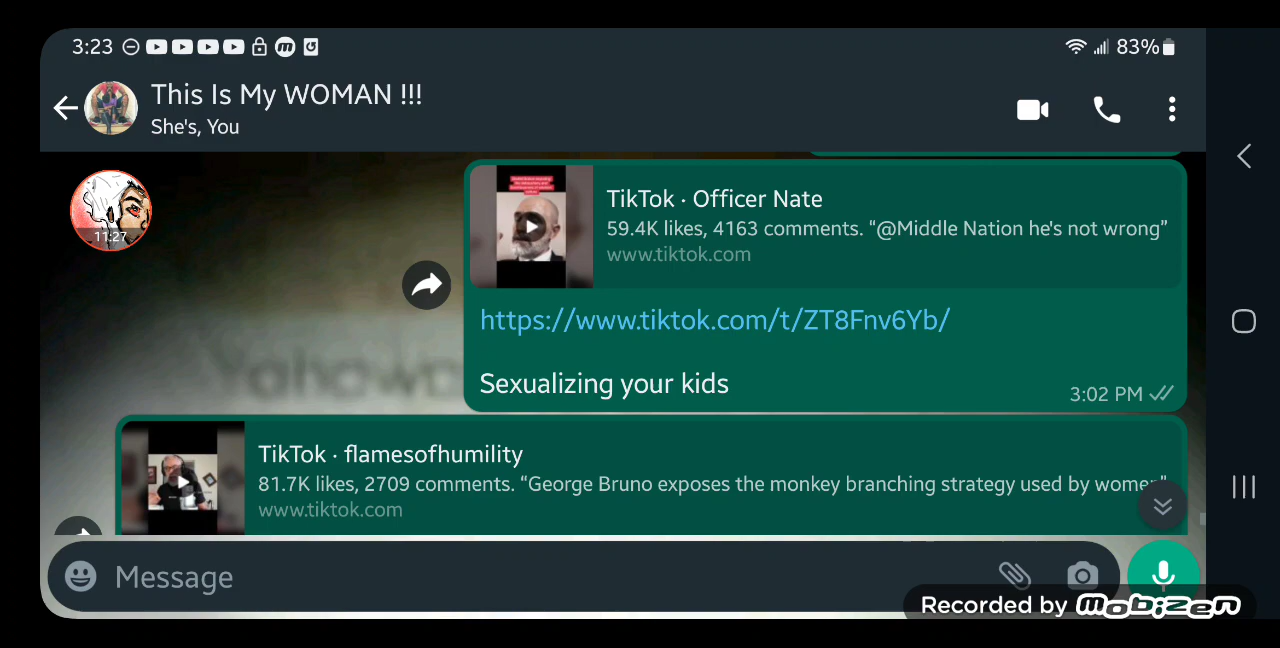 3:23
83%
This Is My WOMAN !!!
She's, You
11:27
TikTok · Officer Nate
59.4K likes, 4163 comments. “@Middle Nation he's not wrong”
www.tiktok.com
https://www.tiktok.com/t/ZT8Fnv6Yb/
Sexualizing your kids
3:02 PM
TikTok · flamesofhumility
81.7K likes, 2709 comments. “George Bruno exposes the monkey branching strategy used by women”
www.tiktok.com
Message
Recorded by mobizen